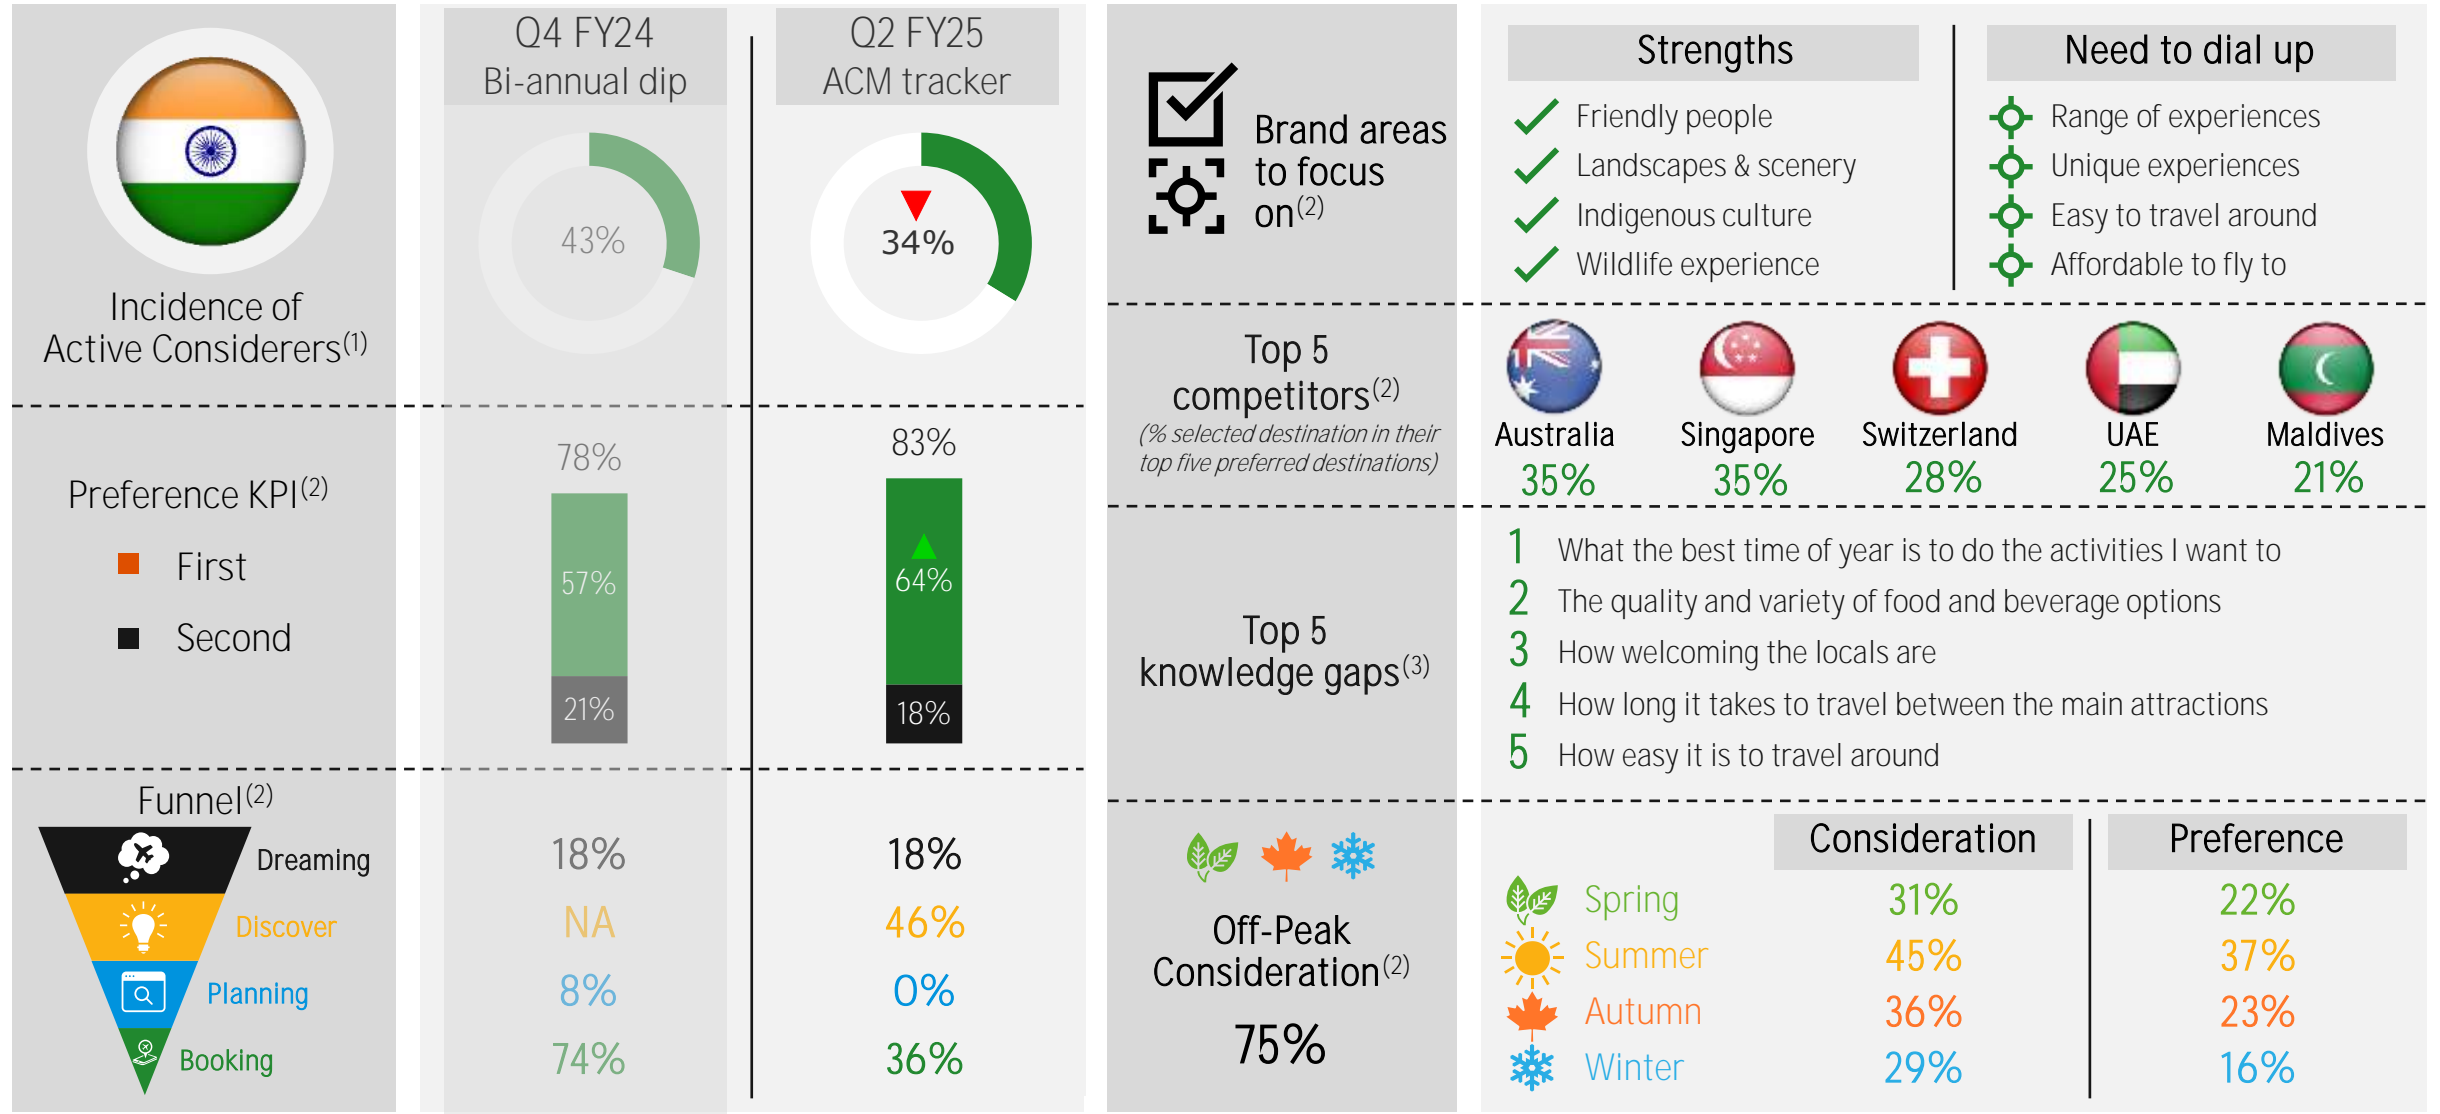 Incidence of
Active Considerers(1)
Preference KPI(2)
First
Second
Funnel(2)
Dreaming
Discover
Planning
Booking
Q4 FY24
Bi-annual dip
43%
78%
57%
21%
18%
NA
8%
74%
Q2 FY25
ACM tracker
34%
83%
64%
18%
18%
46%
0%
36%
Brand areas
to focus
on(2)
Strengths
Friendly people
Landscapes & scenery
Indigenous culture
Wildlife experience
Need to dial up
Range of experiences
Unique experiences
Easy to travel around
Affordable to fly to
Top 5
competitors(2)
(% selected destination in their
top five preferred destinations)
Australia
35%
Singapore
35%
Switzerland
28%
UAE
25%
Maldives
21%
Top 5
knowledge gaps(3)
1 What the best time of year is to do the activities I want to
2 The quality and variety of food and beverage options
3 How welcoming the locals are
4 How long it takes to travel between the main attractions
5 How easy it is to travel around
Off-Peak
Consideration(2)
75%
Consideration Preference
Spring 31% 22%
Summer 45% 37%
Autumn 36% 23%
Winter 29% 16%